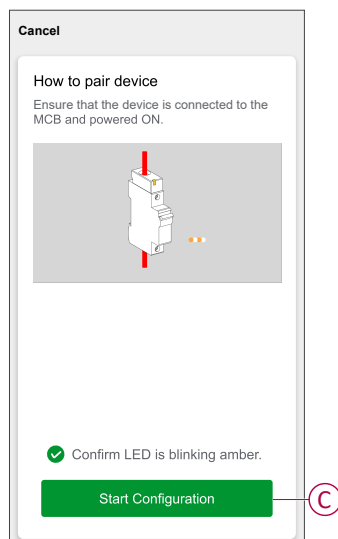 Cancel
How to pair device
Ensure that the device is connected to the
MCB and powered ON.
Confirm LED is blinking amber.
Start Configuration
C